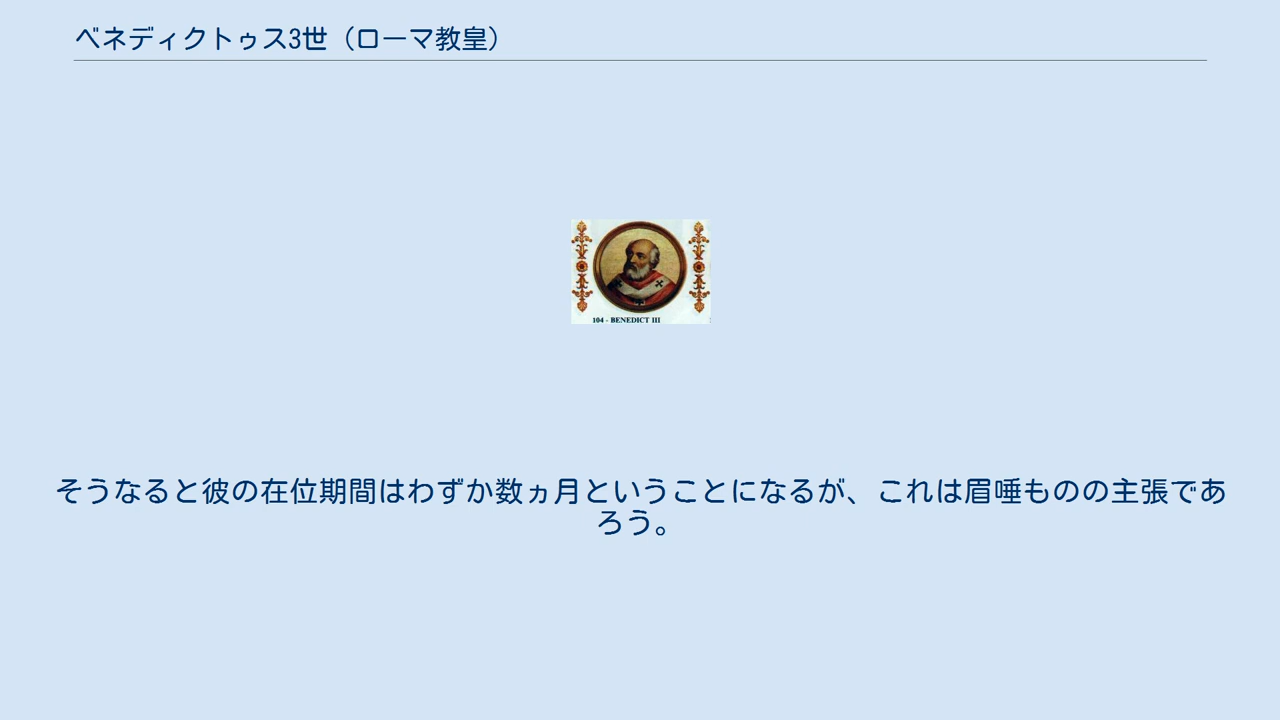 ベネディクトゥス3世（ローマ教皇）
104 - BENEDICT III
そうなると彼の在位期間はわずか数ヵ月ということになるが、これは眉唾ものの主張であ
ろう。